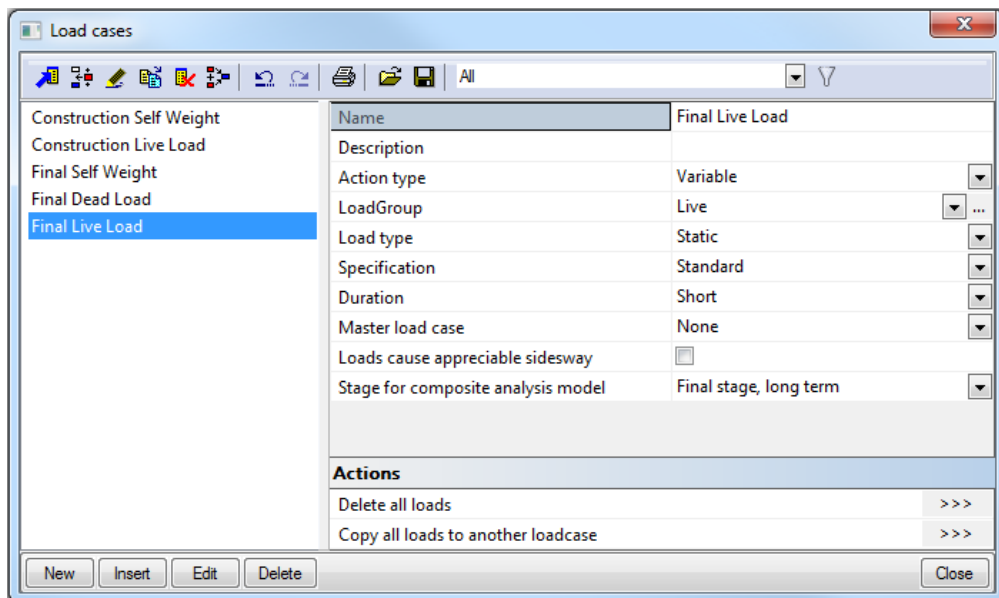 Load cases
All
Construction Self Weight
Construction Live Load
Final Self Weight
Final Dead Load
Final Live Load
Name Final Live Load
Description
Action type Variable
LoadGroup Live ...
Load type Static
Specification Standard
Duration Short
Master load case None
Loads cause appreciable sidesway
Stage for composite analysis model Final stage, long term
Actions
Delete all loads >>>
Copy all loads to another loadcase >>>
New Insert Edit Delete Close